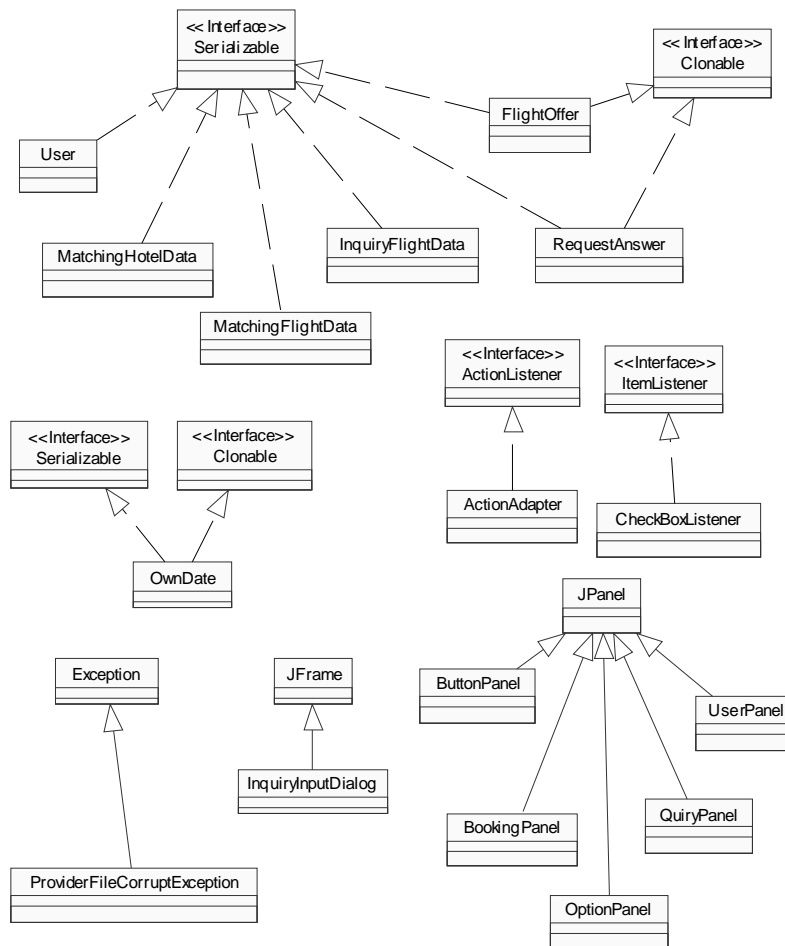 << Interface>>
Serializable
<< Interface>>
Clonable
FlightOffer
User
InquiryFlightData
RequestAnswer
MatchingHotelData
MatchingFlightData
<<Interface>>
ActionListener
<<Interface>>
ItemListener
<<Interface>>
Serializable
<<Interface>>
Clonable
ActionAdapter
CheckBoxListener
OwnDate
JPanel
Exception
JFrame
ButtonPanel
UserPanel
InquiryInputDialog
BookingPanel
QuiryPanel
ProviderFileCorruptException
OptionPanel